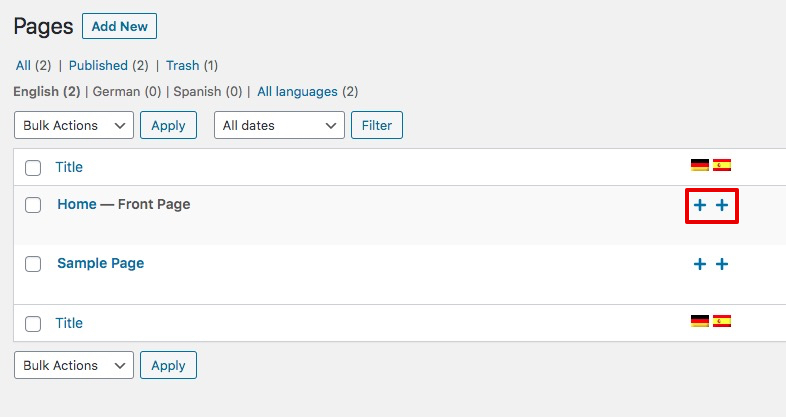 Pages Add New
All (2) | Published (2) | Trash (1)
English (2) | German (0) | Spanish (0) | All languages (2)
Bulk Actions Apply All dates Filter
Title
Home — Front Page
Sample Page
Title
Bulk Actions Apply